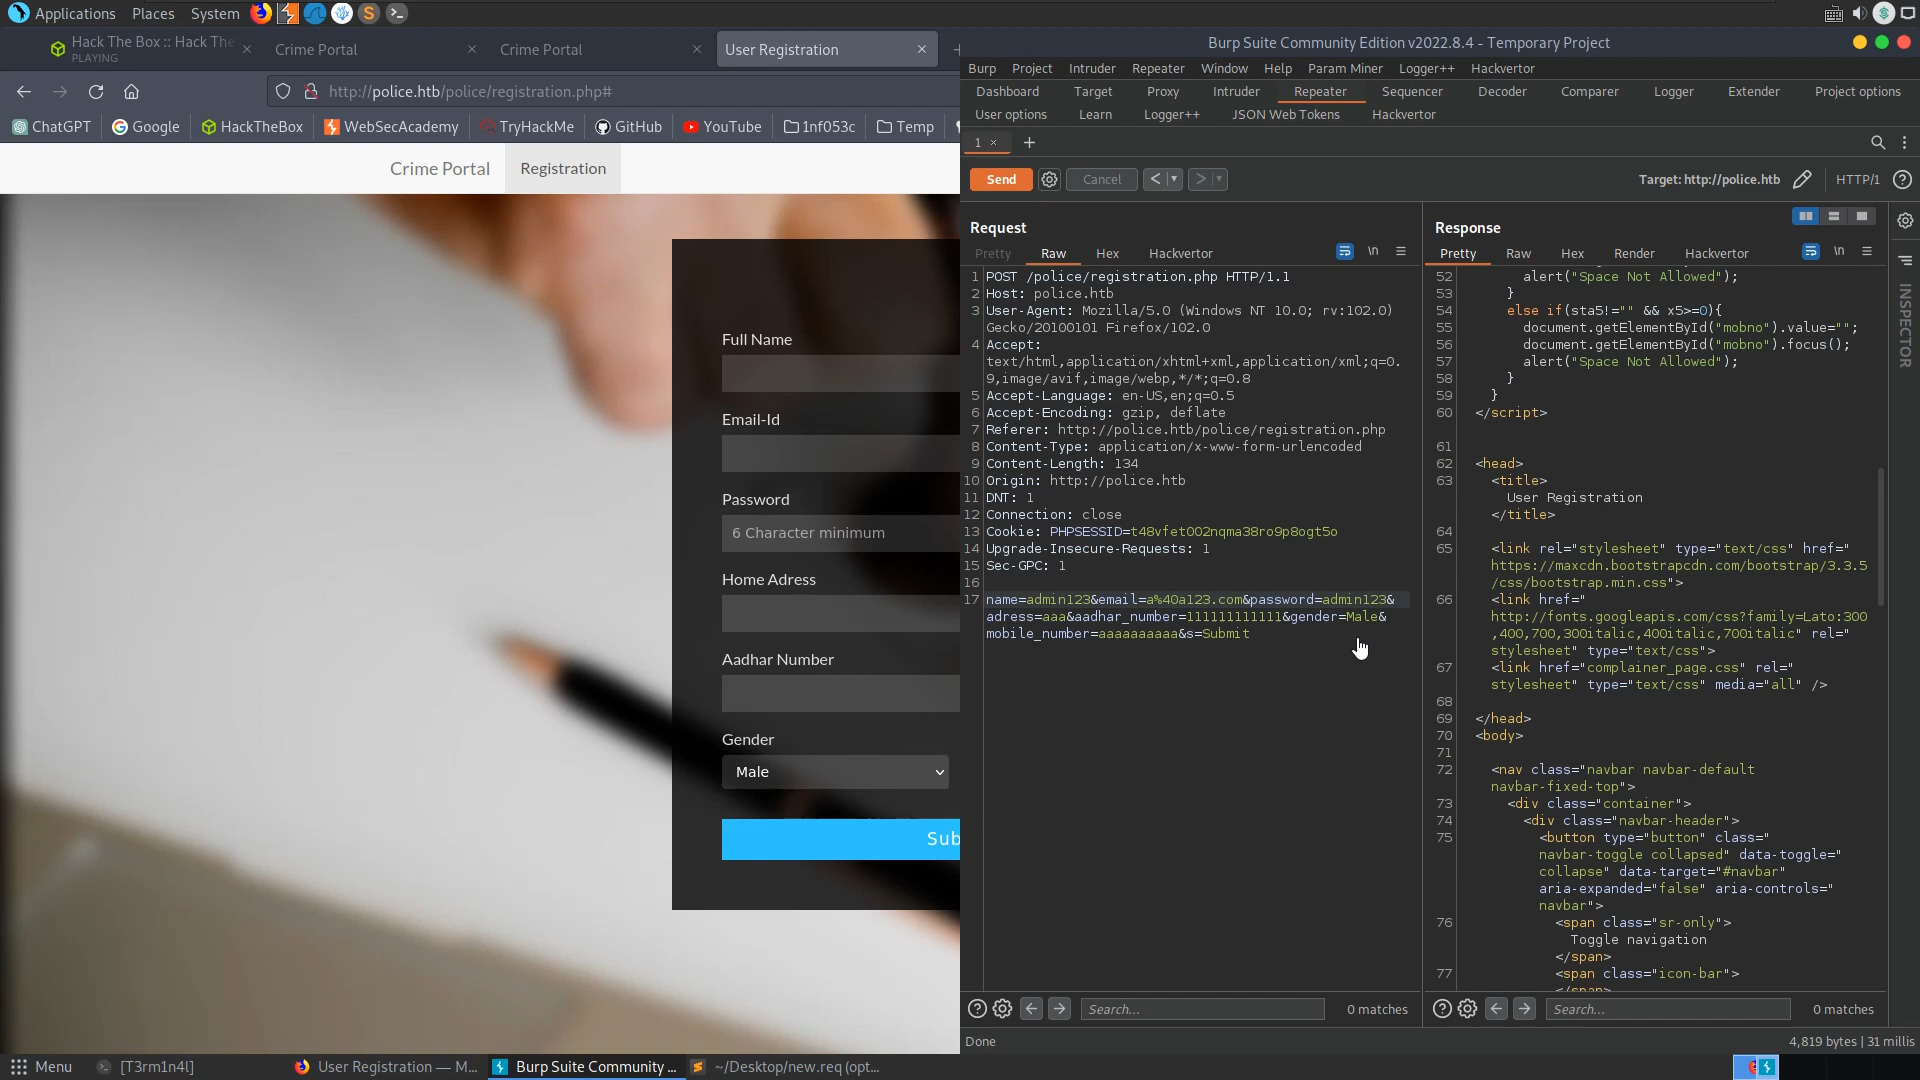 Applications Places System
Hack The Box :: Hack The
PLAYING
Crime Portal
Crime Portal
User Registration
http://police.htb/police/registration.php#
ChatGPT Google HackTheBox WebSecAcademy TryHackMe GitHub YouTube 1nf053c Temp
Crime Portal Registration
Full Name
Email-Id
Password
6 Character minimum
Home Adress
Aadhar Number
Gender
Male
Sub
Burp Suite Community Edition v2022.8.4 - Temporary Project
Burp Project Intruder Repeater Window Help Param Miner Logger++ Hackvertor
Dashboard Target Proxy Intruder Repeater Sequencer Decoder Comparer Logger Extender Project options
User options Learn Logger++ JSON Web Tokens Hackvertor
1 × +
Send Cancel < > Target: http://police.htb HTTP/1
Request
Pretty Raw Hex Hackvertor \n
1 POST /police/registration.php HTTP/1.1
2 Host: police.htb
3 User-Agent: Mozilla/5.0 (Windows NT 10.0; rv:102.0)
Gecko/20100101 Firefox/102.0
4 Accept:
text/html,application/xhtml+xml,application/xml;q=0.
9,image/avif,image/webp,*/*;q=0.8
5 Accept-Language: en-US,en;q=0.5
6 Accept-Encoding: gzip, deflate
7 Referer: http://police.htb/police/registration.php
8 Content-Type: application/x-www-form-urlencoded
9 Content-Length: 134
10 Origin: http://police.htb
11 DNT: 1
12 Connection: close
13 Cookie: PHPSESSID=t48vfet002nqma38ro9p8ogt5o
14 Upgrade-Insecure-Requests: 1
15 Sec-GPC: 1
16
17 name=admin123&email=a%40a123.com&password=admin123&
adress=aaa&aadhar_number=111111111111&gender=Male&
mobile_number=aaaaaaaaaa&s=Submit
Search... 0 matches
Response
Pretty Raw Hex Render Hackvertor \n
52 alert("Space Not Allowed");
53 }
54 else if(sta5!="" && x5>=0){
55 document.getElementById("mobno").value="";
56 document.getElementById("mobno").focus();
57 alert("Space Not Allowed");
58 }
59 }
60 </script>
61
62 <head>
63 <title>
User Registration
</title>
64
65 <link rel="stylesheet" type="text/css" href="
https://maxcdn.bootstrapcdn.com/bootstrap/3.3.5
/css/bootstrap.min.css">
66 <link href="
http://fonts.googleapis.com/css?family=Lato:300
,400,700,300italic,400italic,700italic" rel="
stylesheet" type="text/css">
67 <link href="complainer_page.css" rel="
stylesheet" type="text/css" media="all" />
68
69 </head>
70 <body>
71
72 <nav class="navbar navbar-default
navbar-fixed-top">
73 <div class="container">
74 <div class="navbar-header">
75 <button type="button" class="
navbar-toggle collapsed" data-toggle="
collapse" data-target="#navbar"
aria-expanded="false" aria-controls="
navbar">
76 <span class="sr-only">
Toggle navigation
</span>
77 <span class="icon-bar">
</span>
Search... 0 matches
INSPECTOR
Done 4,819 bytes | 31 millis
Menu [T3rm1n4l] User Registration — M... Burp Suite Community ... ~/Desktop/new.req (opt...